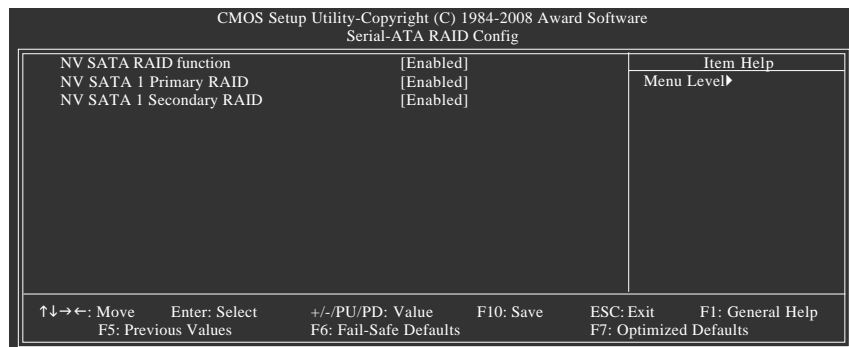 CMOS Setup Utility-Copyright (C) 1984-2008 Award Software
Serial-ATA RAID Config
NV SATA RAID function [Enabled]
NV SATA 1 Primary RAID [Enabled]
NV SATA 1 Secondary RAID [Enabled]
Item Help
Menu Level▶
↑↓→←: Move Enter: Select +/-/PU/PD: Value F10: Save ESC: Exit F1: General Help
F5: Previous Values F6: Fail-Safe Defaults F7: Optimized Defaults